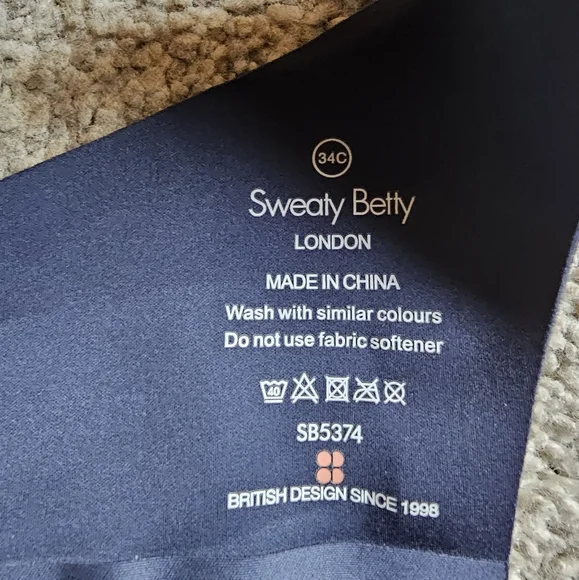 34C
Sweaty Betty
LONDON
MADE IN CHINA
Wash with similar colours
Do not use fabric softener
40
SB5374
BRITISH DESIGN SINCE 1998